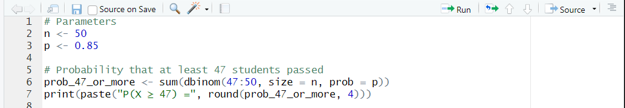 Source on Save
Run
Source
1 # Parameters
2 n <- 50
3 p <- 0.85
4
5 # Probability that at least 47 students passed
6 prob_47_or_more <- sum(dbinom(47:50, size = n, prob = p))
7 print(paste("P(X ≥ 47) =", round(prob_47_or_more, 4)))
8